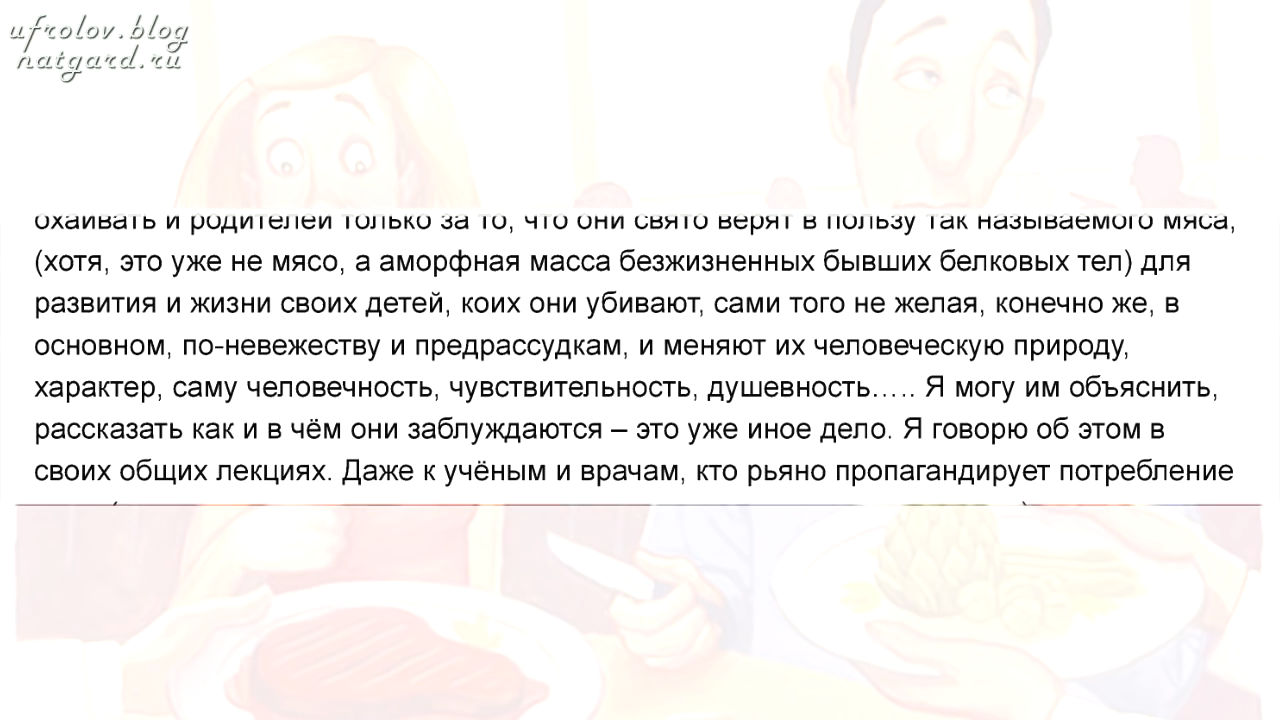 ufrolov.blog
natgard.ru
охаивать и родителей только за то, что они свято верят в пользу так называемого мяса,
(хотя, это уже не мясо, а аморфная масса безжизненных бывших белковых тел) для
развития и жизни своих детей, коих они убивают, сами того не желая, конечно же, в
основном, по-невежеству и предрассудкам, и меняют их человеческую природу,
характер, саму человечность, чувствительность, душевность..... Я могу им объяснить,
рассказать как и в чём они заблуждаются – это уже иное дело. Я говорю об этом в
своих общих лекциях. Даже к учёным и врачам, кто рьяно пропагандирует потребление